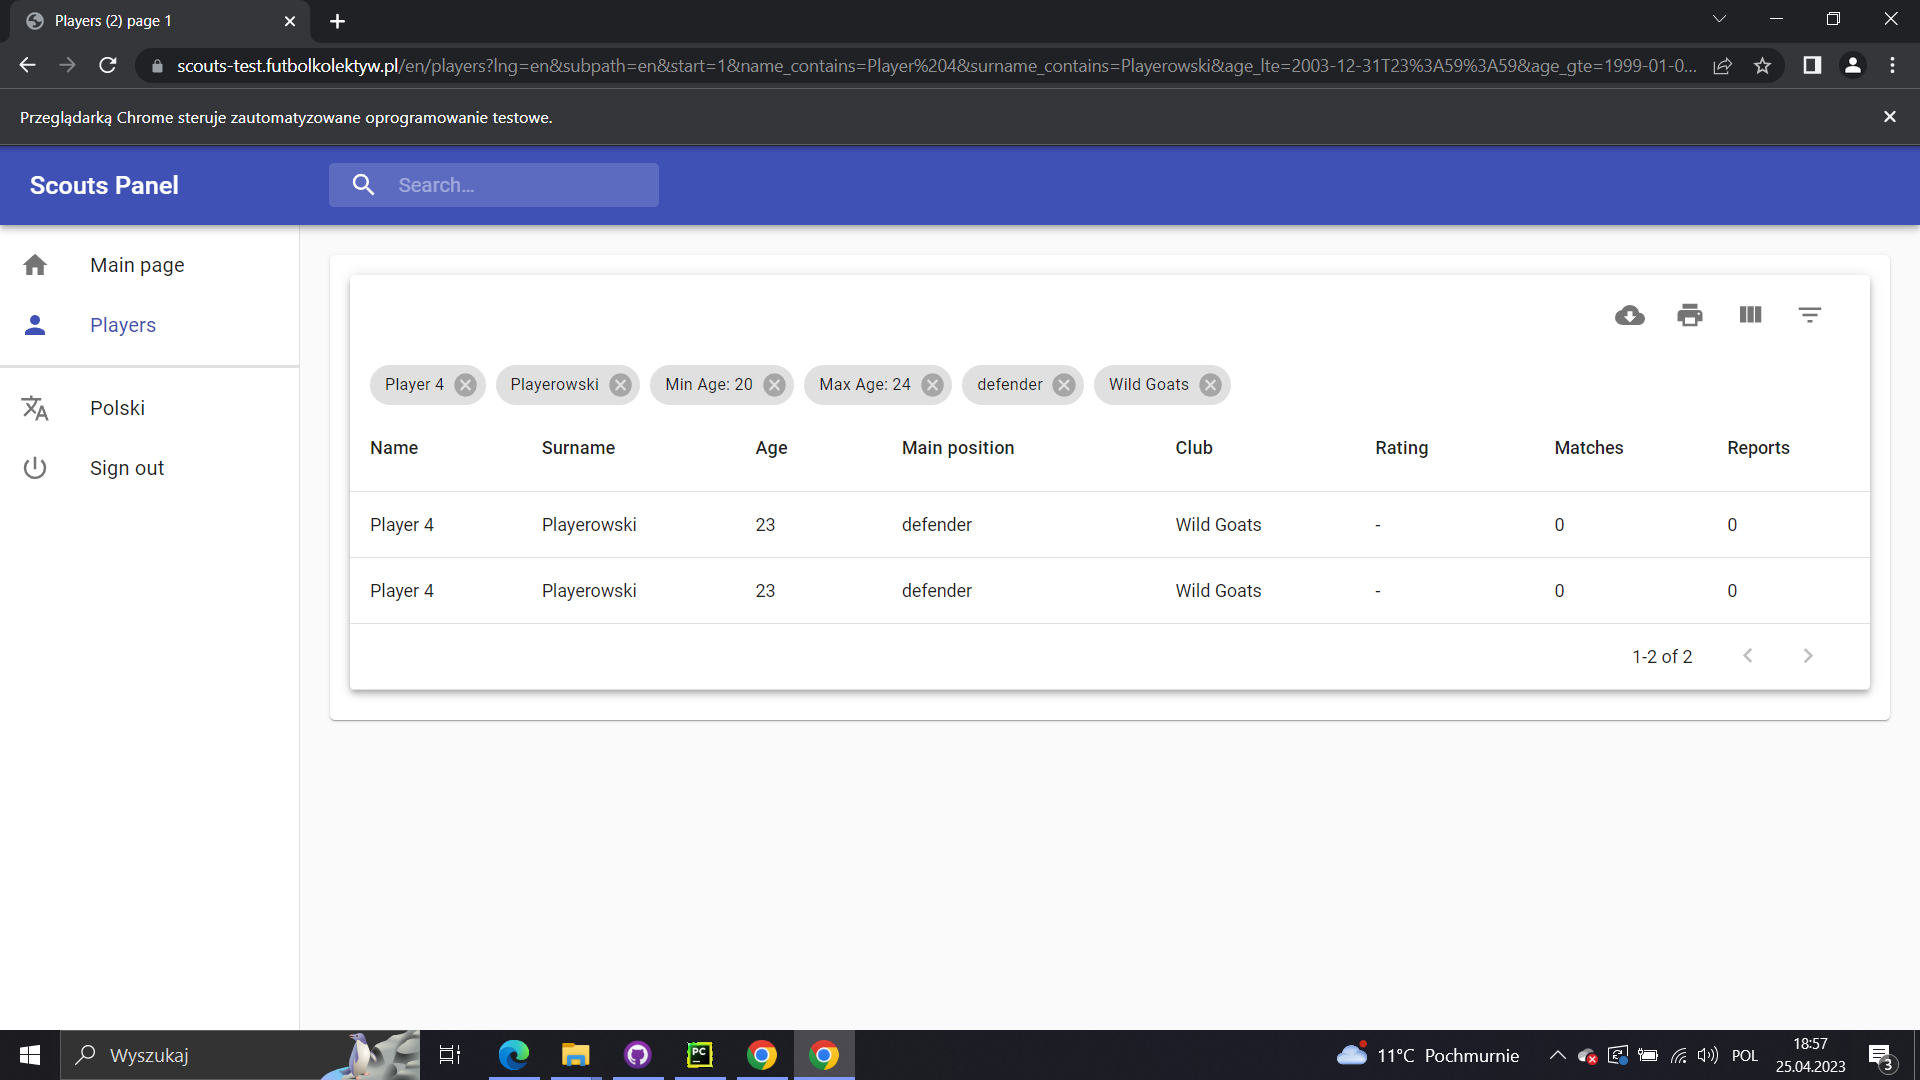 Players (2) page 1
scouts-test.futbolkolektyw.pl/en/players?lng=en&subpath=en&start=1&name_contains=Player%204&surname_contains=Playerowski&age_lte=2003-12-31T23%3A59%3A59&age_gte=1999-01-0...
Przeglądarką Chrome steruje zautomatyzowane oprogramowanie testowe.
Scouts Panel
Search...
Main page
Players
Polski
Sign out
Player 4 Playerowski Min Age: 20 Max Age: 24 defender Wild Goats
Name Surname Age Main position Club Rating Matches Reports
Player 4 Playerowski 23 defender Wild Goats - 0 0
Player 4 Playerowski 23 defender Wild Goats - 0 0
1-2 of 2
Wyszukaj
PC
11°C Pochmurnie
POL
18:57
25.04.2023
3